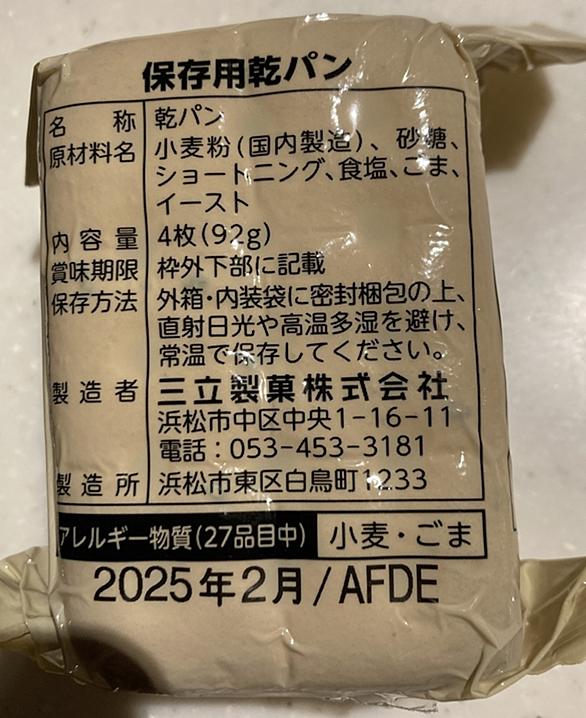 保存用乾パン
名称 乾パン
原材料名 小麦粉(国内製造)、砂糖、
ショートニング、食塩、ごま、
イースト
内容量 4枚(92g)
賞味期限 枠外下部に記載
保存方法 外箱・内装袋に密封梱包の上、
直射日光や高温多湿を避け、
常温で保存してください。
製造者 三立製菓株式会社
浜松市中区中央1-16-11
電話:053-453-3181
製造所 浜松市東区白鳥町1233
アレルギー物質(27品目中) 小麦・ごま
2025年2月/AFDE